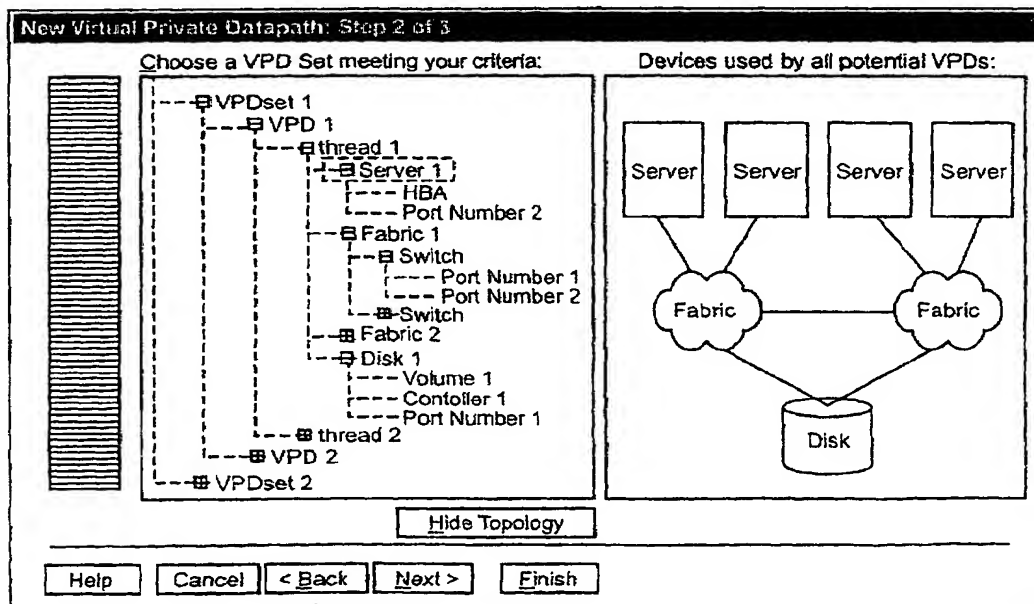 New Virtual Private Datapath: Step 2 of 3
Choose a VPD Set meeting your criteria:
VPDset 1
VPD 1
thread 1
Server 1
HBA
Port Number 2
Fabric 1
Switch
Port Number 1
Port Number 2
Switch
Fabric 2
Disk 1
Volume 1
Contoller 1
Port Number 1
thread 2
VPD 2
VPDset 2
Devices used by all potential VPDs:
Server Server Server Server
Fabric Fabric
Disk
Hide Topology
Help Cancel < Back Next > Finish